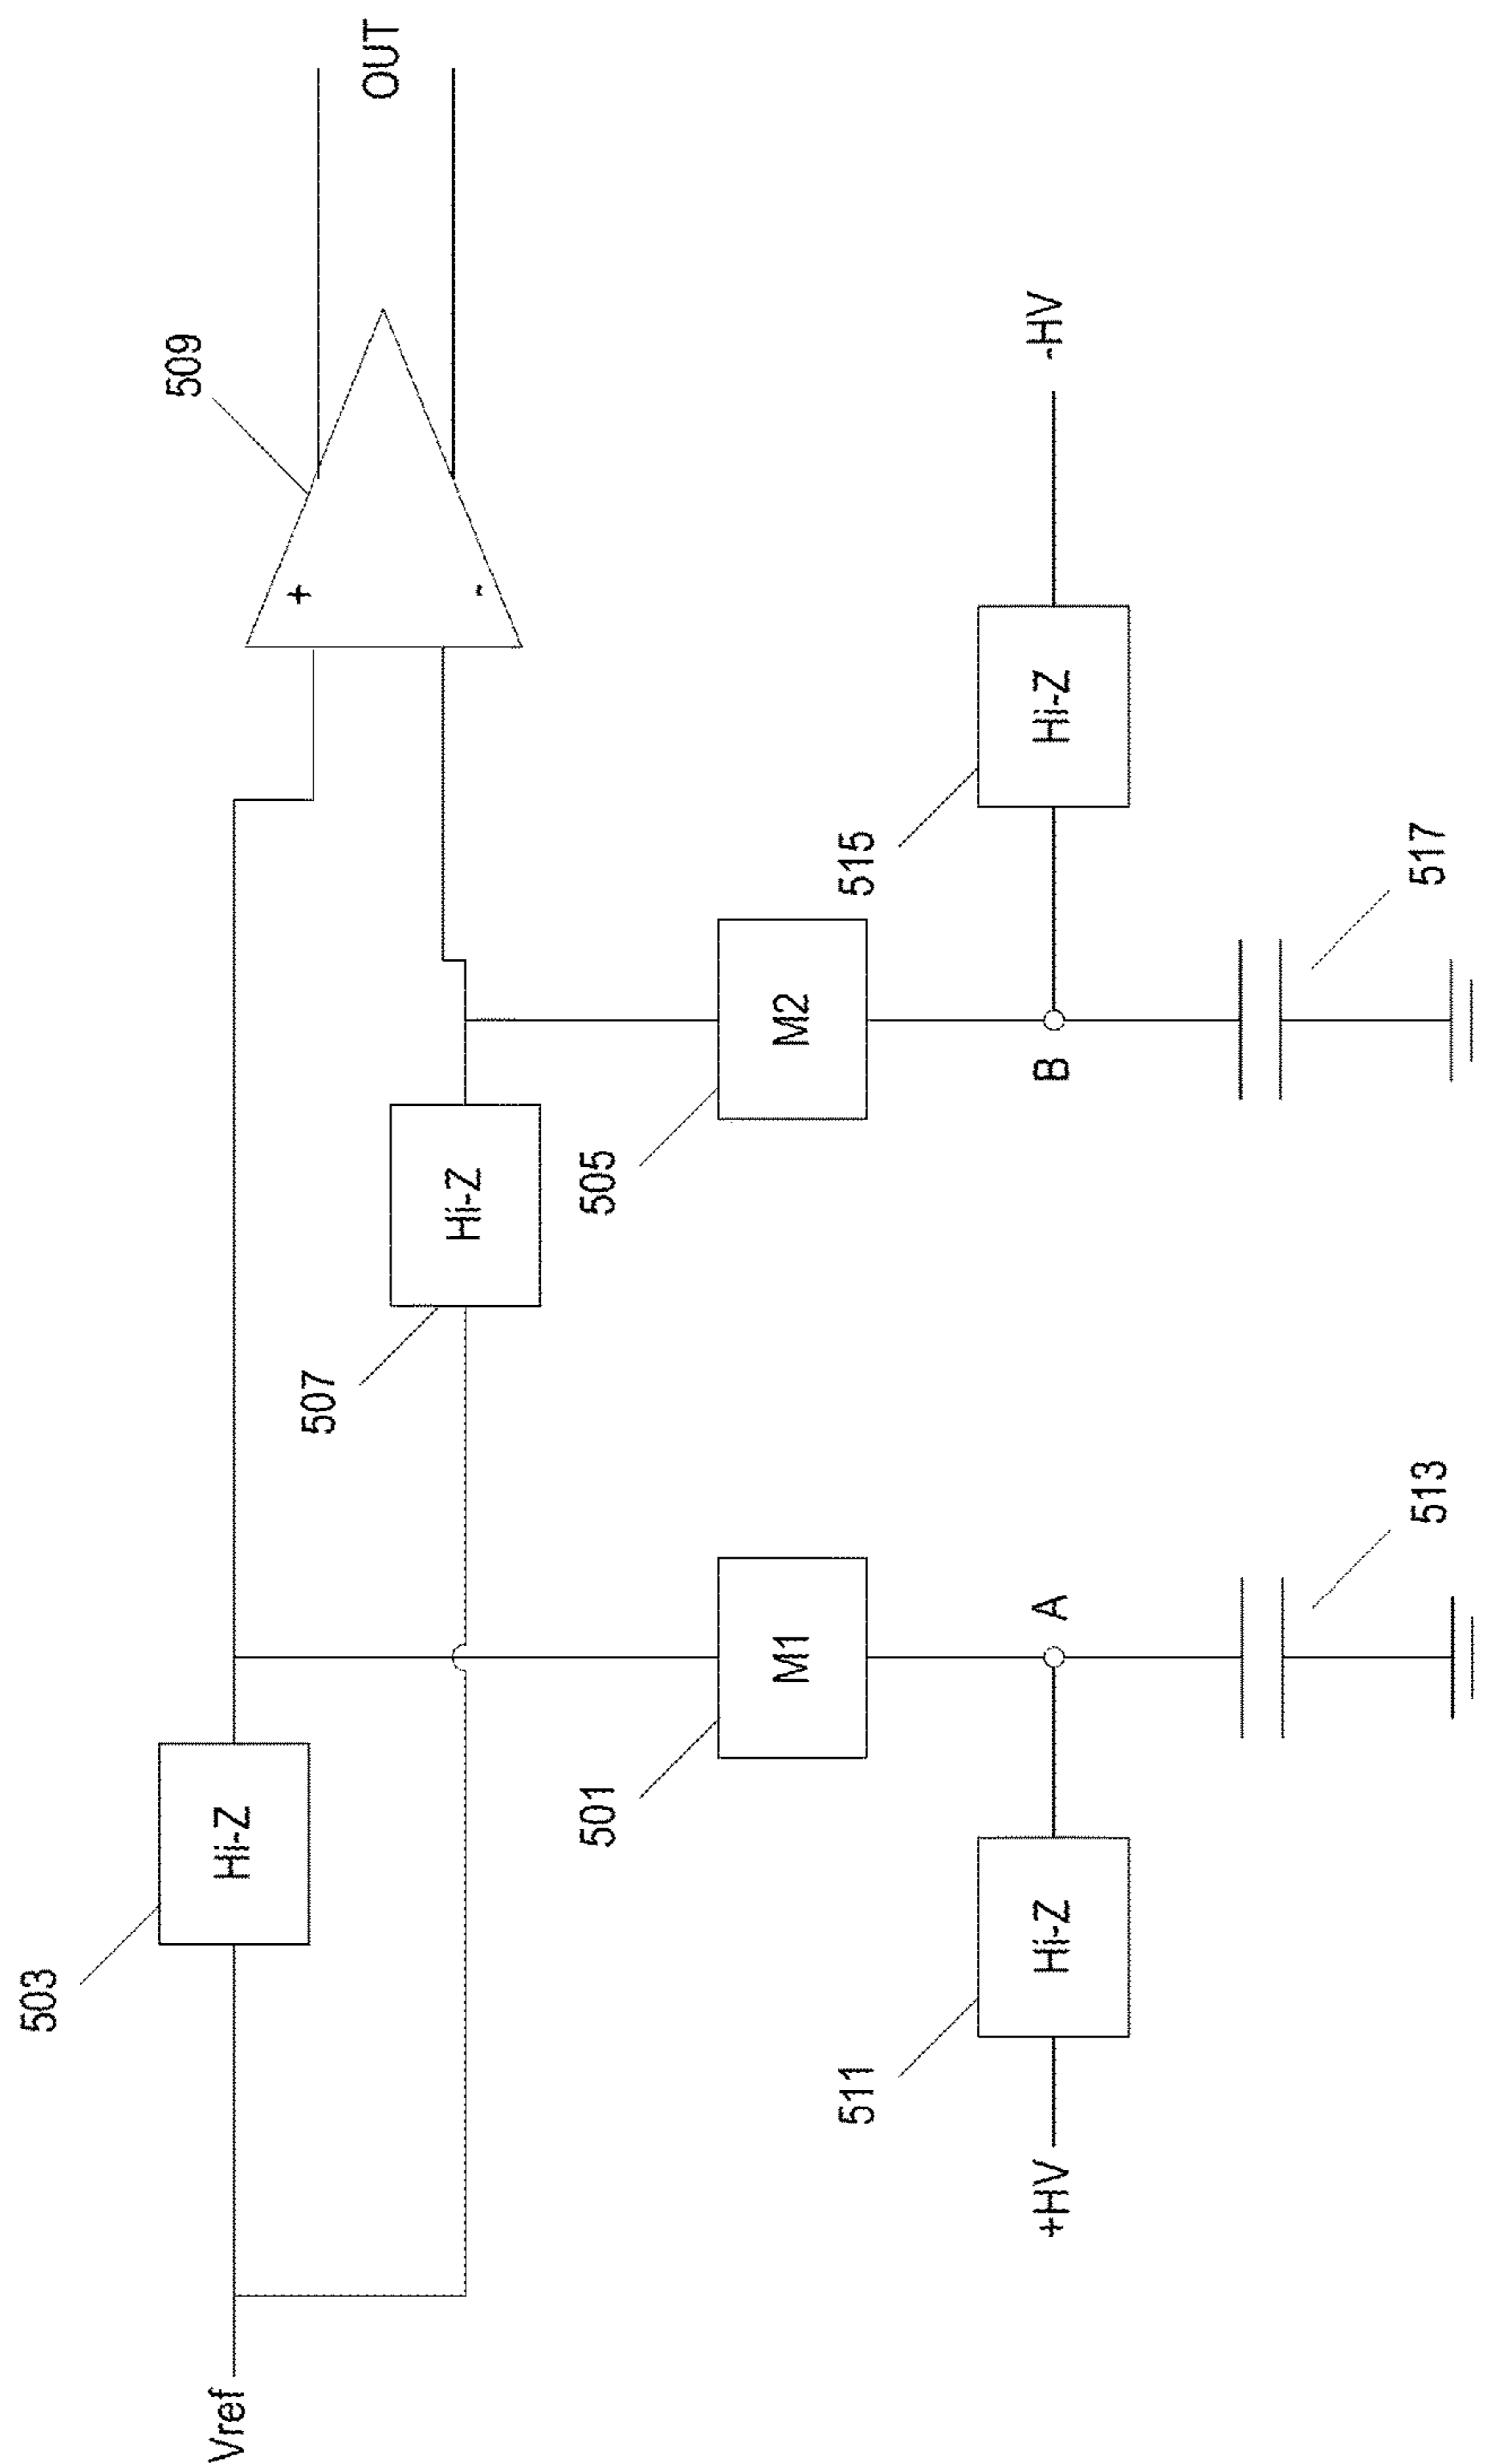 Vref
503
Hi-Z
507
Hi-Z
509
+
-
OUT
501
M1
505
M2
+HV
511
Hi-Z
A
B
515
Hi-Z
-HV
513
517